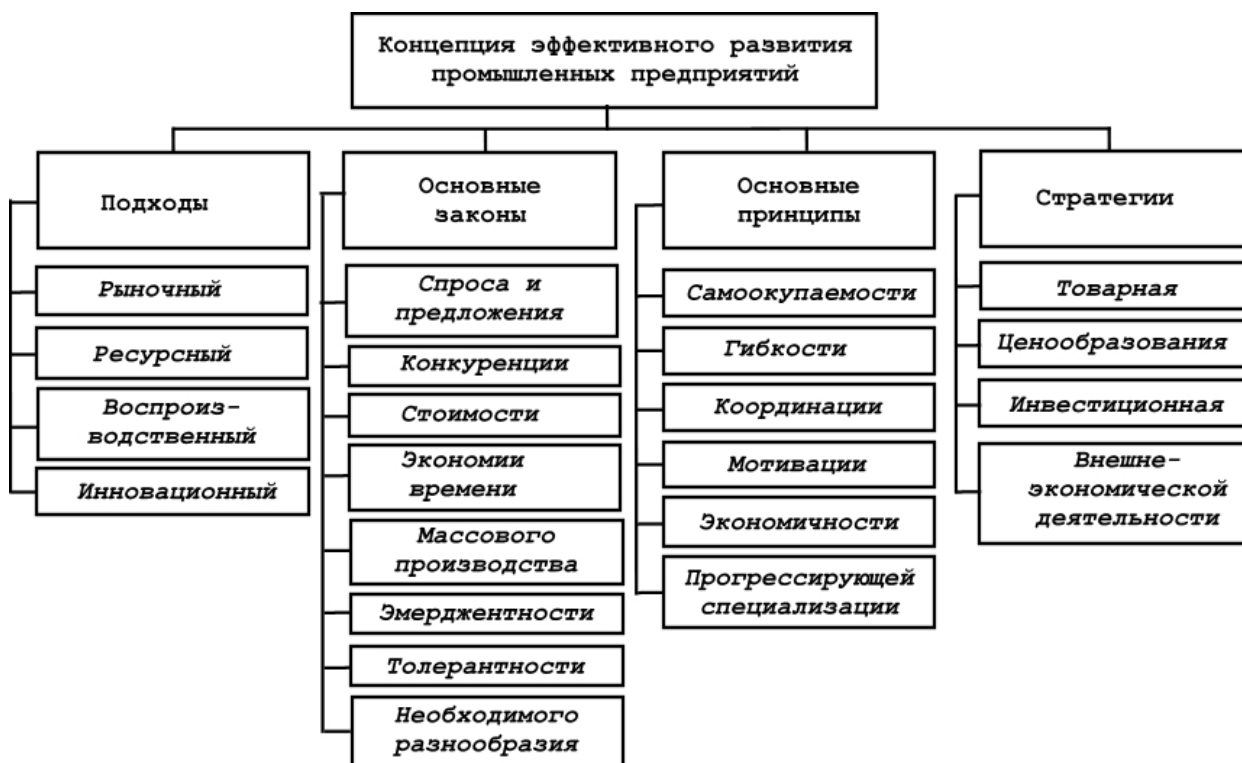 Концепция эффективного развития
промышленных предприятий
Подходы
Рыночный
Ресурсный
Воспроиз-
водственный
Инновационный
Основные
законы
Спроса и
предложения
Конкуренции
Стоимости
Экономии
времени
Массового
производства
Эмерджентности
Толерантности
Необходимого
разнообразия
Основные
принципы
Самоокупаемости
Гибкости
Координации
Мотивации
Экономичности
Прогрессирующей
специализации
Стратегии
Товарная
Ценообразования
Инвестиционная
Внешне-
экономической
деятельности